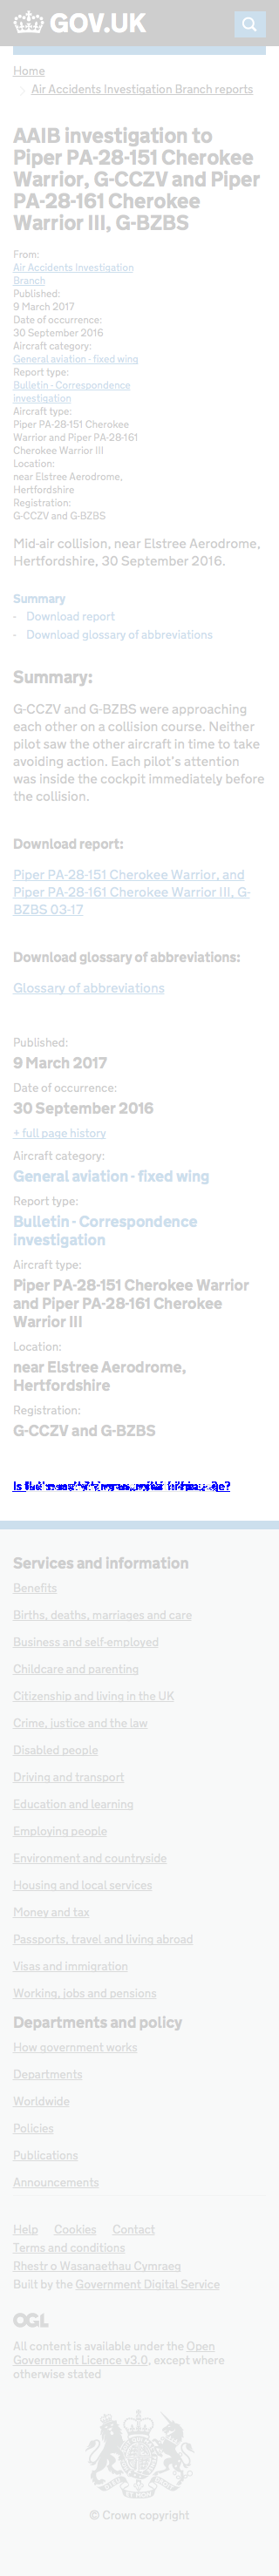 GOV.UK
Home
Air Accidents Investigation Branch reports
AAIB investigation to
Piper PA-28-151 Cherokee
Warrior, G-CCZV and Piper
PA-28-161 Cherokee
Warrior III, G-BZBS
From:
Air Accidents Investigation
Branch
Published:
9 March 2017
Date of occurrence:
30 September 2016
Aircraft category:
General aviation - fixed wing
Report type:
Bulletin - Correspondence
investigation
Aircraft type:
Piper PA-28-151 Cherokee
Warrior and Piper PA-28-161
Cherokee Warrior III
Location:
near Elstree Aerodrome,
Hertfordshire
Registration:
G-CCZV and G-BZBS
Mid-air collision, near Elstree Aerodrome,
Hertfordshire, 30 September 2016.
Summary
- Download report
- Download glossary of abbreviations
Summary:
G-CCZV and G-BZBS were approaching
each other on a collision course. Neither
pilot saw the other aircraft in time to take
avoiding action. Each pilot's attention
was inside the cockpit immediately before
the collision.
Download report:
Piper PA-28-151 Cherokee Warrior, and
Piper PA-28-161 Cherokee Warrior III, G-
BZBS 03-17
Download glossary of abbreviations:
Glossary of abbreviations
Published:
9 March 2017
Date of occurrence:
30 September 2016
+ full page history
Aircraft category:
General aviation - fixed wing
Report type:
Bulletin - Correspondence
investigation
Aircraft type:
Piper PA-28-151 Cherokee Warrior
and Piper PA-28-161 Cherokee
Warrior III
Location:
near Elstree Aerodrome,
Hertfordshire
Registration:
G-CCZV and G-BZBS
Services and information
Benefits
Births, deaths, marriages and care
Business and self-employed
Childcare and parenting
Citizenship and living in the UK
Crime, justice and the law
Disabled people
Driving and transport
Education and learning
Employing people
Environment and countryside
Housing and local services
Money and tax
Passports, travel and living abroad
Visas and immigration
Working, jobs and pensions
Departments and policy
How government works
Departments
Worldwide
Policies
Publications
Announcements
Help Cookies Contact
Terms and conditions
Rhestr o Wasanaethau Cymraeg
Built by the Government Digital Service
OGL
All content is available under the Open
Government Licence v3.0, except where
otherwise stated
© Crown copyright